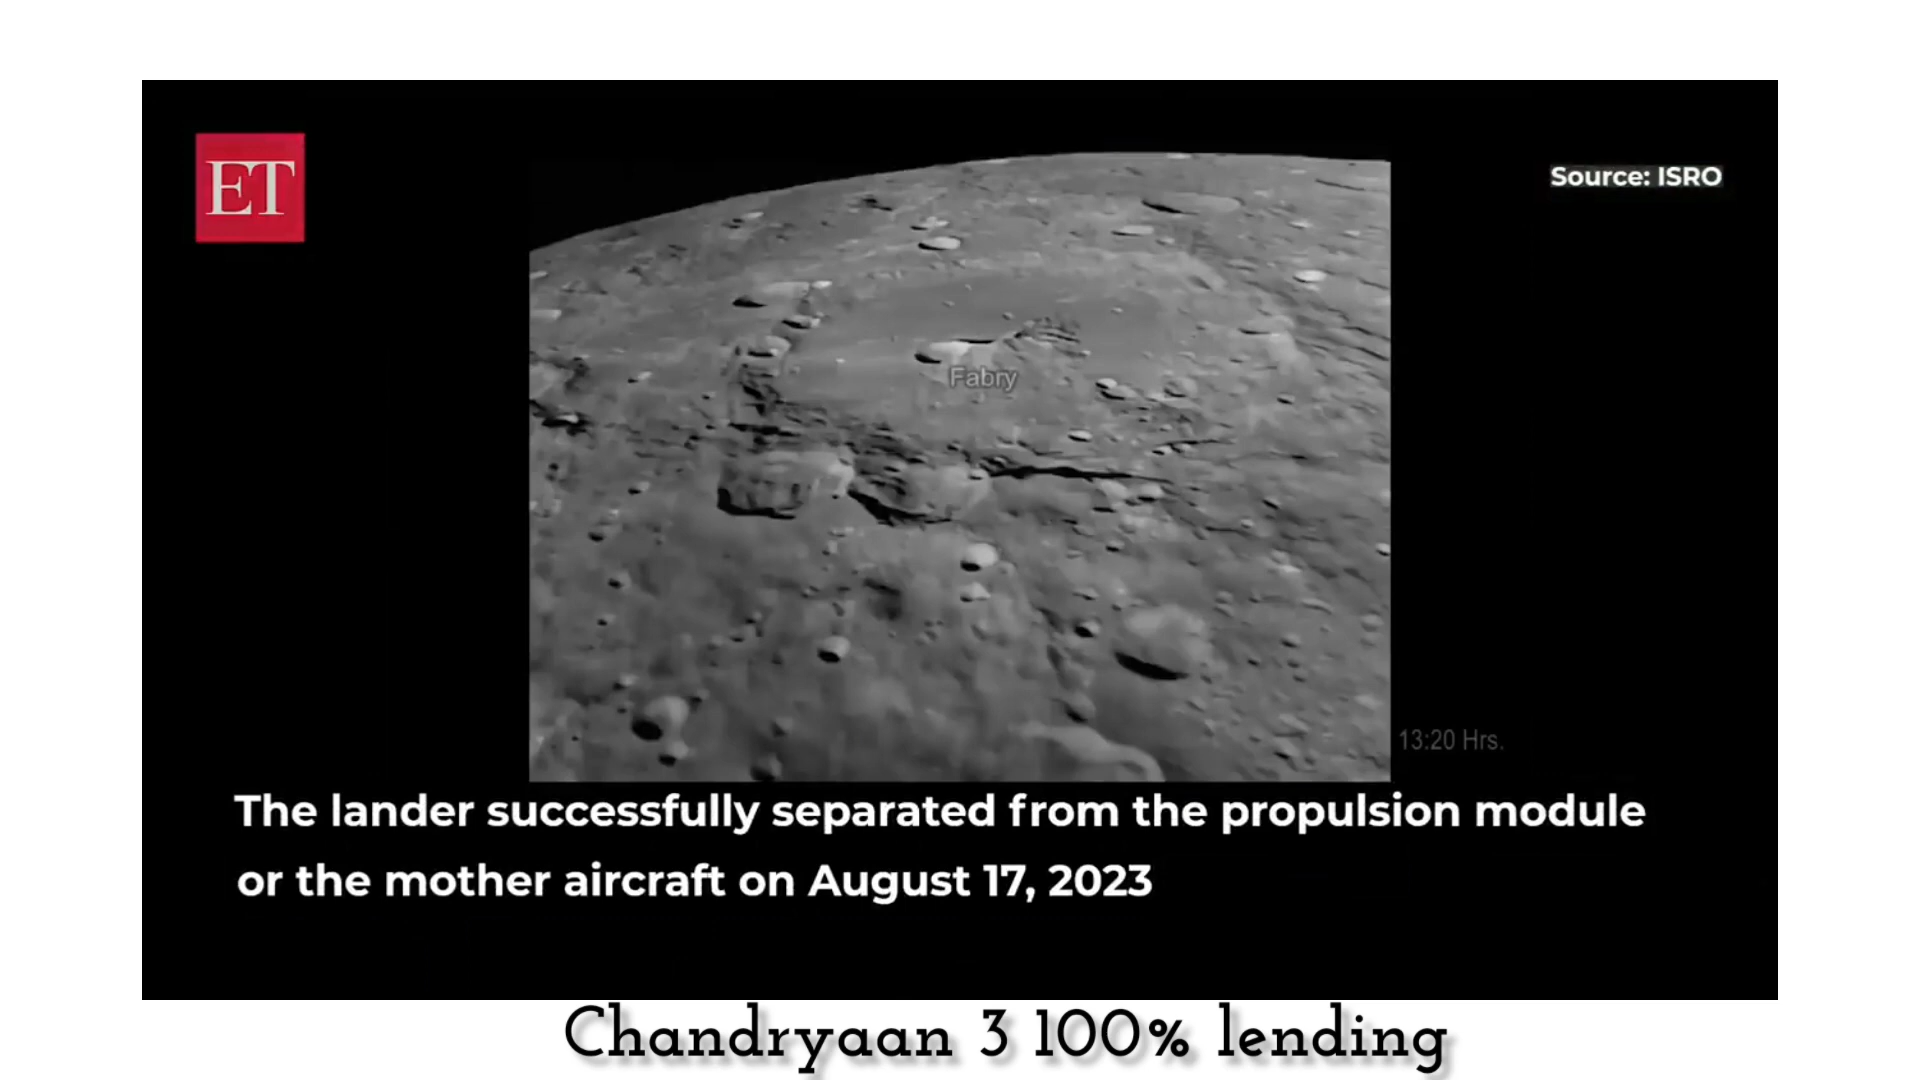 ET
Source: ISRO
Fabry
13:20 Hrs.
The lander successfully separated from the propulsion module
or the mother aircraft on August 17, 2023
Chandryaan 3 100% lending